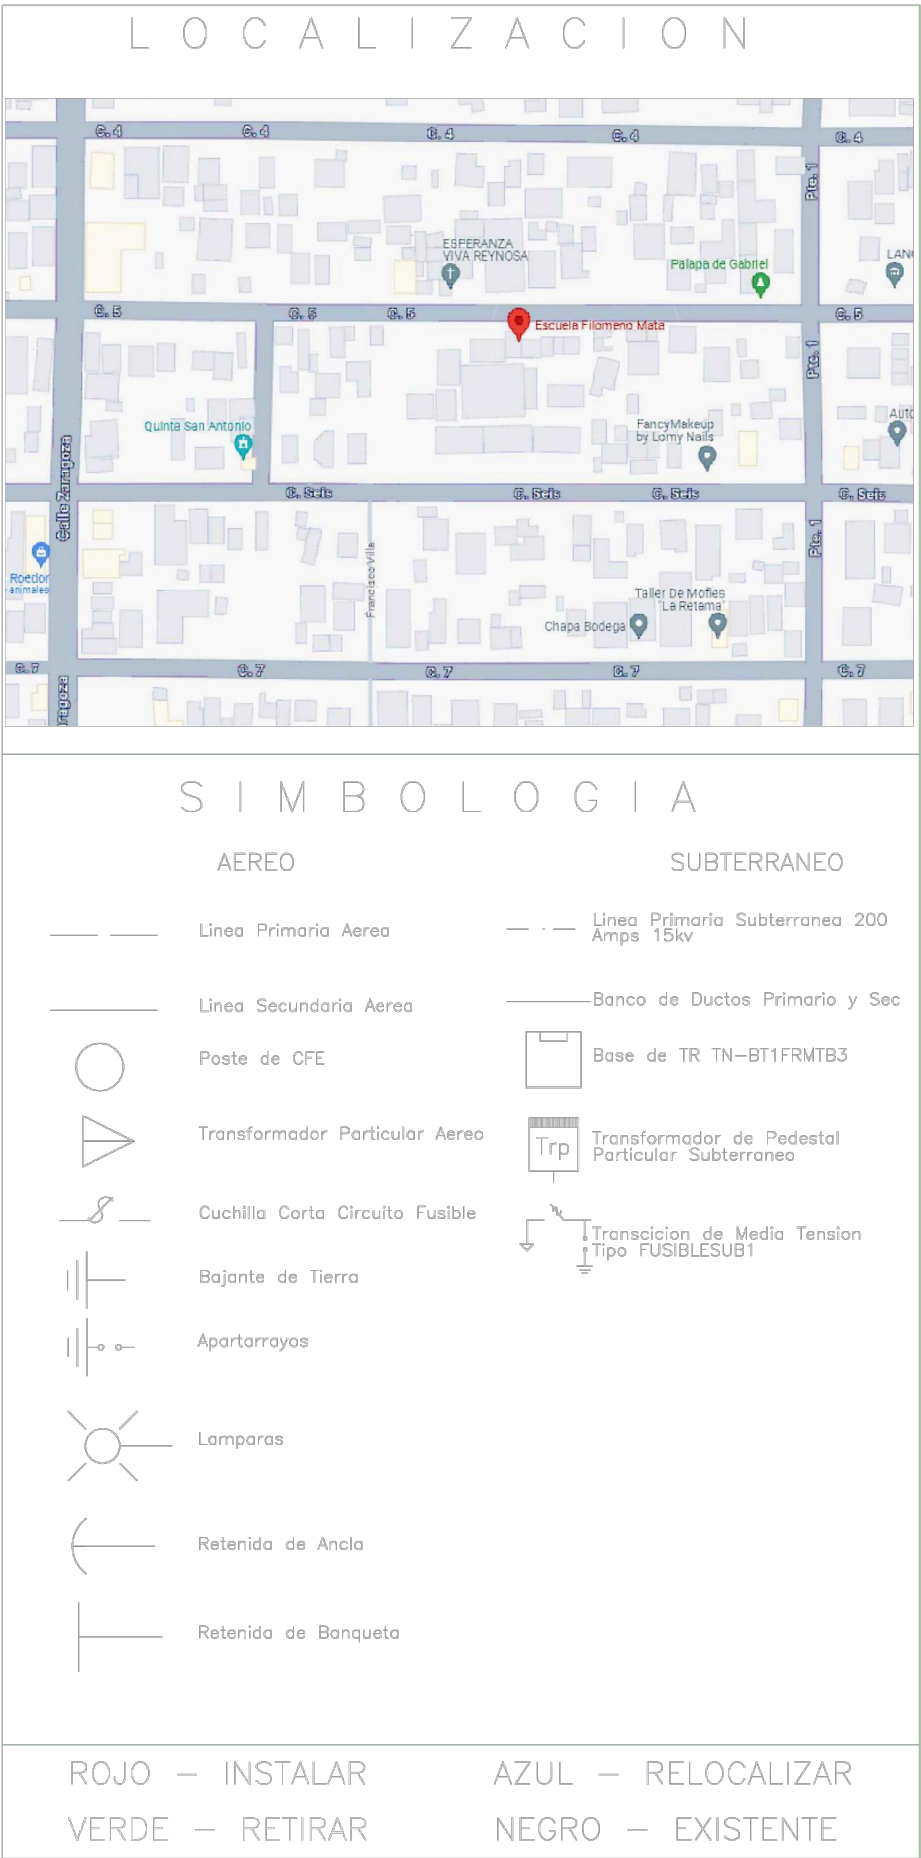 LOCALIZACION
C. 4
C. 4
C. 4
C. 4
C. 4
Pte. 1
ESPERANZA
VIVA REYNOSA
Palapa de Gabriel
LAN
C. 5
C. 5
C. 5
C. 5
Escuela Filomeno Mata
Pte. 1
Quinta San Antonio
FancyMakeup
by Lorny Nails
Auto
Calle Zaragoza
C. Seis
C. Seis
C. Seis
C. Seis
Pte. 1
Francisco Villa
Roedor
animales
Taller De Mofles
"La Retama"
Chapa Bodega
C. 7
C. 7
C. 7
C. 7
C. 7
ragoza
SIMBOLOGIA
AEREO
SUBTERRANEO
Linea Primaria Aerea
Linea Primaria Subterranea 200
Amps 15kv
Linea Secundaria Aerea
Banco de Ductos Primario y Sec
Poste de CFE
Base de TR TN-BT1FRMTB3
Transformador Particular Aereo
Trp
Transformador de Pedestal
Particular Subterraneo
Cuchilla Corta Circuito Fusible
Transcicion de Media Tension
Tipo FUSIBLESUB1
Bajante de Tierra
Apartarrayos
Lamparas
Retenida de Ancla
Retenida de Banqueta
ROJO – INSTALAR
AZUL – RELOCALIZAR
VERDE – RETIRAR
NEGRO – EXISTENTE